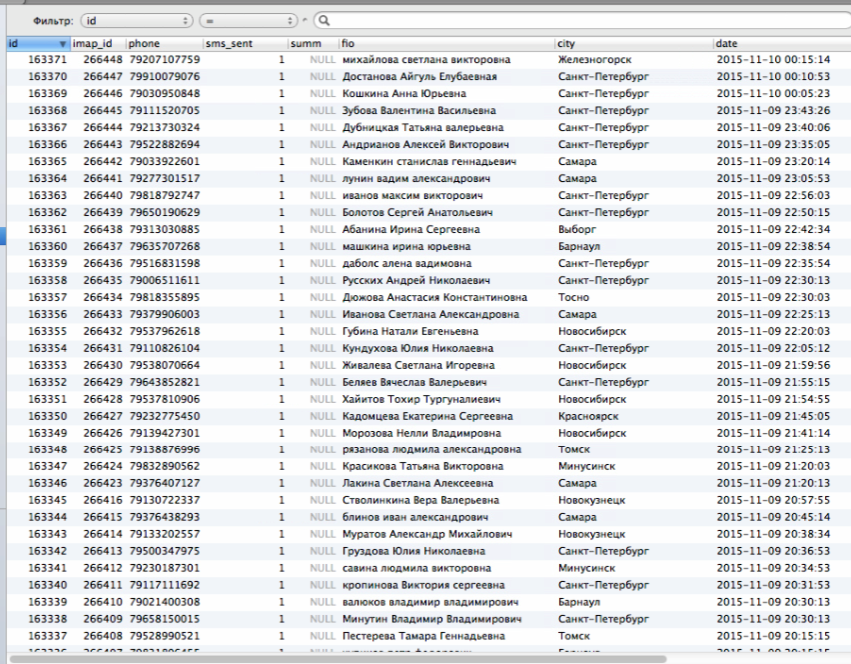 Фильтр: id =
id imap_id phone sms_sent summ fio city date
163371 266448 79207107759 1 NULL михайлова светлана викторовна Железногорск 2015-11-10 00:15:14
163370 266447 79910079076 1 NULL Достанова Айгуль Елубаевная Санкт-Петербург 2015-11-10 00:10:53
163369 266446 79030950848 1 NULL Кошкина Анна Юрьевна Санкт-Петербург 2015-11-10 00:05:23
163368 266445 79111520705 1 NULL Зубова Валентина Васильевна Санкт-Петербург 2015-11-09 23:43:26
163367 266444 79213730324 1 NULL Дубницкая Татьяна валерьевна Санкт-Петербург 2015-11-09 23:40:06
163366 266443 79522882694 1 NULL Андрианов Алексей Викторович Санкт-Петербург 2015-11-09 23:35:05
163365 266442 79033922601 1 NULL Каменкин станислав геннадьевич Самара 2015-11-09 23:20:14
163364 266441 79277301517 1 NULL лунин вадим александрович Самара 2015-11-09 23:05:53
163363 266440 79818792747 1 NULL иванов максим викторович Санкт-Петербург 2015-11-09 22:56:03
163362 266439 79650190629 1 NULL Болотов Сергей Анатольевич Санкт-Петербург 2015-11-09 22:50:15
163361 266438 79313030885 1 NULL Абанина Ирина Сергеевна Выборг 2015-11-09 22:42:34
163360 266437 79635707268 1 NULL машкина ирина юрьевна Барнаул 2015-11-09 22:38:54
163359 266436 79516831598 1 NULL даболс алена вадимовна Санкт-Петербург 2015-11-09 22:35:54
163358 266435 79006511611 1 NULL Русских Андрей Николаевич Санкт-Петербург 2015-11-09 22:30:13
163357 266434 79818355895 1 NULL Дюжова Анастасия Константиновна Тосно 2015-11-09 22:30:03
163356 266433 79379906003 1 NULL Иванова Светлана Александровна Самара 2015-11-09 22:25:13
163355 266432 79537962618 1 NULL Губина Натали Евгеньевна Новосибирск 2015-11-09 22:20:03
163354 266431 79110826104 1 NULL Кундухова Юлия Николаевна Санкт-Петербург 2015-11-09 22:05:12
163353 266430 79538070664 1 NULL Живалева Светлана Игоревна Новосибирск 2015-11-09 21:59:56
163352 266429 79643852821 1 NULL Беляев Вячеслав Валерьевич Санкт-Петербург 2015-11-09 21:55:15
163351 266428 79537810906 1 NULL Хайитов Тохир Тургуналиевич Новосибирск 2015-11-09 21:54:55
163350 266427 79232775450 1 NULL Кадомцева Екатерина Сергеевна Красноярск 2015-11-09 21:45:05
163349 266426 79139427301 1 NULL Морозова Нелли Владимировна Новосибирск 2015-11-09 21:41:14
163348 266425 79138876996 1 NULL рязанова людмила александровна Томск 2015-11-09 21:25:13
163347 266424 79832890562 1 NULL Красикова Татьяна Викторовна Минусинск 2015-11-09 21:20:03
163346 266423 79376407127 1 NULL Лакина Светлана Алексеевна Самара 2015-11-09 21:20:13
163345 266416 79130722337 1 NULL Стволинкина Вера Валерьевна Новокузнецк 2015-11-09 20:57:55
163344 266415 79376438293 1 NULL блинов иван александрович Самара 2015-11-09 20:45:14
163343 266414 79133202557 1 NULL Муратов Александр Михайлович Новокузнецк 2015-11-09 20:38:34
163342 266413 79500347975 1 NULL Груздова Юлия Николаевна Санкт-Петербург 2015-11-09 20:36:53
163341 266412 79230187301 1 NULL савина людмила викторовна Минусинск 2015-11-09 20:34:53
163340 266411 79117111692 1 NULL кропинова Виктория сергеевна Санкт-Петербург 2015-11-09 20:31:53
163339 266410 79021400308 1 NULL валюков владимир владимирович Барнаул 2015-11-09 20:30:13
163338 266409 79658150015 1 NULL Минутин Владимир Владимирович Санкт-Петербург 2015-11-09 20:30:13
163337 266408 79528990521 1 NULL Пестерева Тамара Геннадьевна Томск 2015-11-09 20:15:15